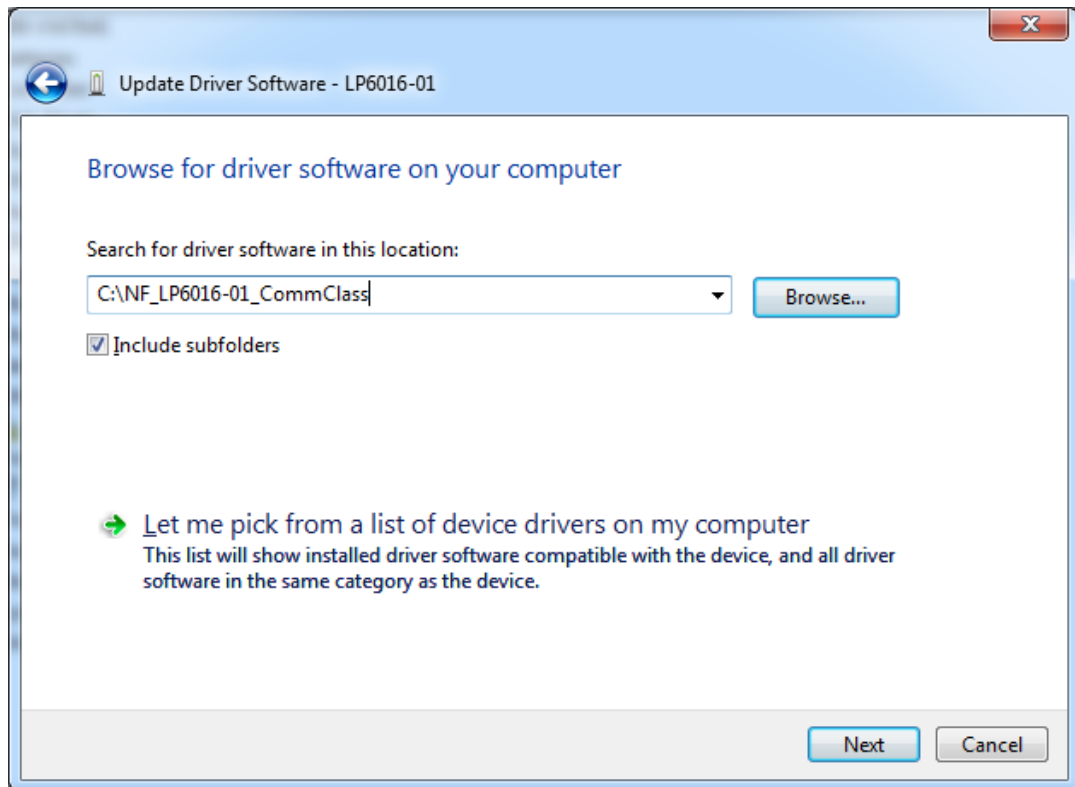 Update Driver Software - LP6016-01
Browse for driver software on your computer
Search for driver software in this location:
C:\NF_LP6016-01_CommClass
Browse...
Include subfolders
Let me pick from a list of device drivers on my computer
This list will show installed driver software compatible with the device, and all driver
software in the same category as the device.
Next
Cancel